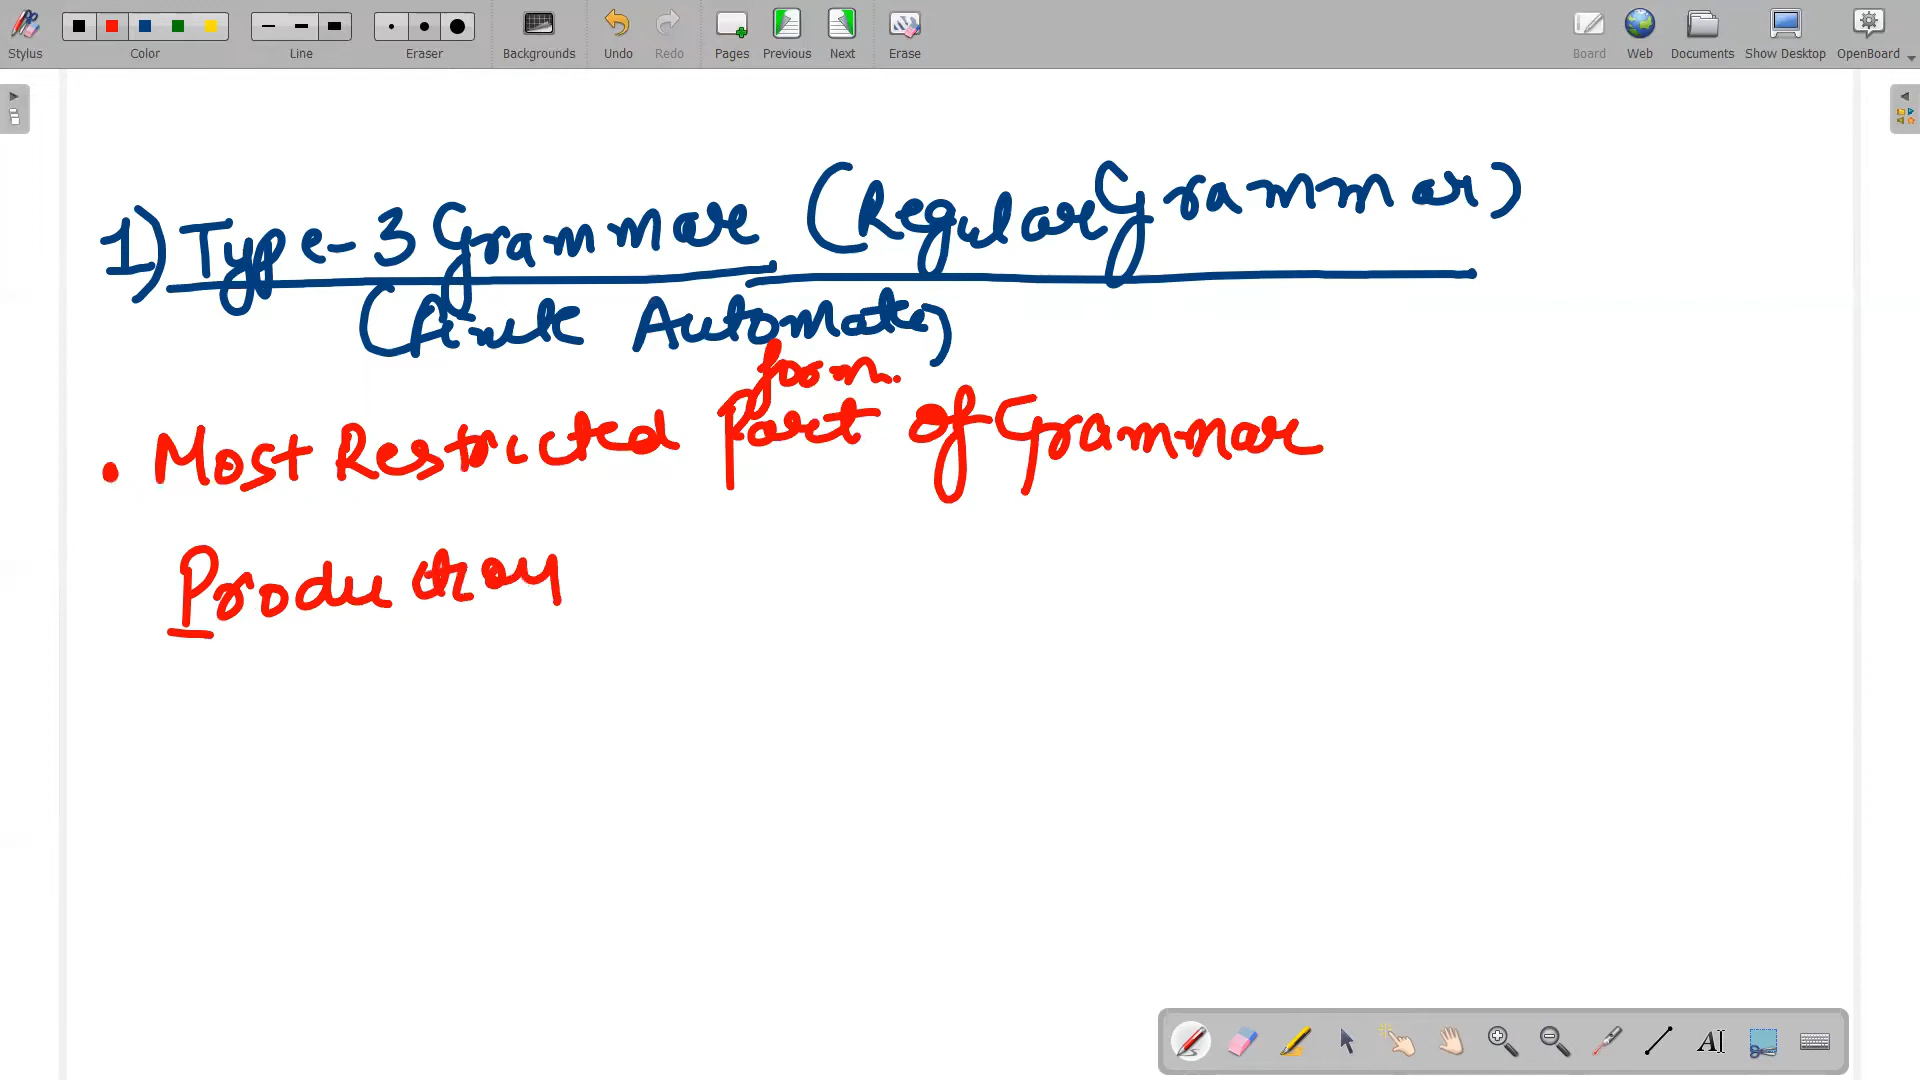 Stylus
Color
Line
Eraser
Backgrounds
Undo
Redo
Pages
Previous
Next
Erase
Board
Web
Documents
Show Desktop
OpenBoard
1) Type-3 Grammar (Regular Grammar)
(finite Automata)
form.
• Most Restricted Part of Grammar
Production